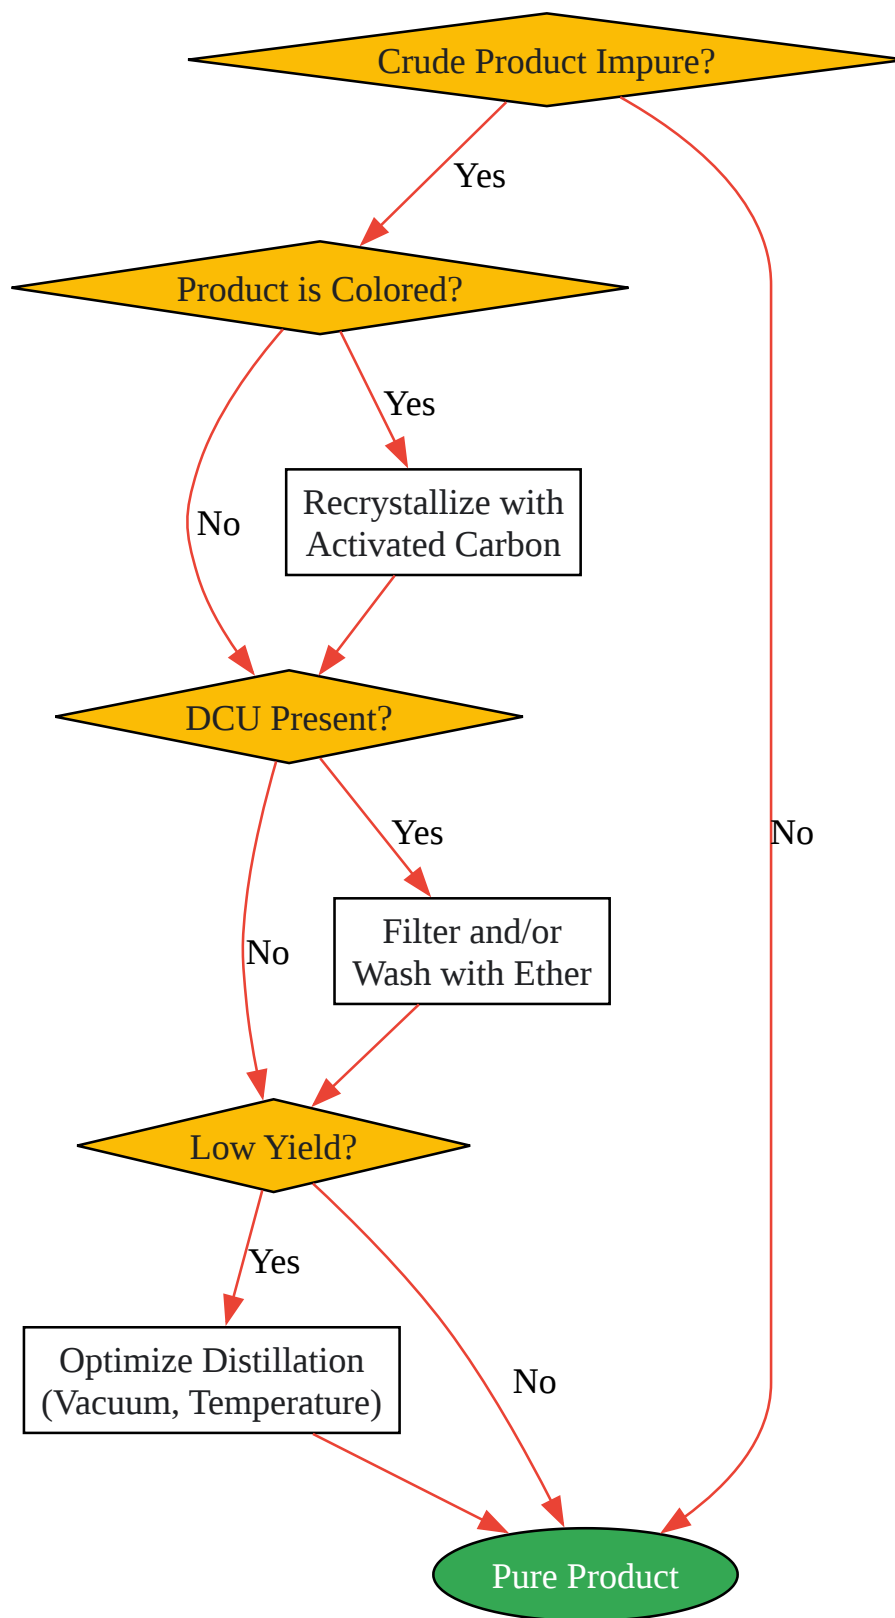 Crude Product Impure?
Yes
Product is Colored?
Yes
Recrystallize with
Activated Carbon
No
DCU Present?
Yes
No
Filter and/or
Wash with Ether
No
Low Yield?
Yes
Optimize Distillation
(Vacuum, Temperature)
No
Pure Product